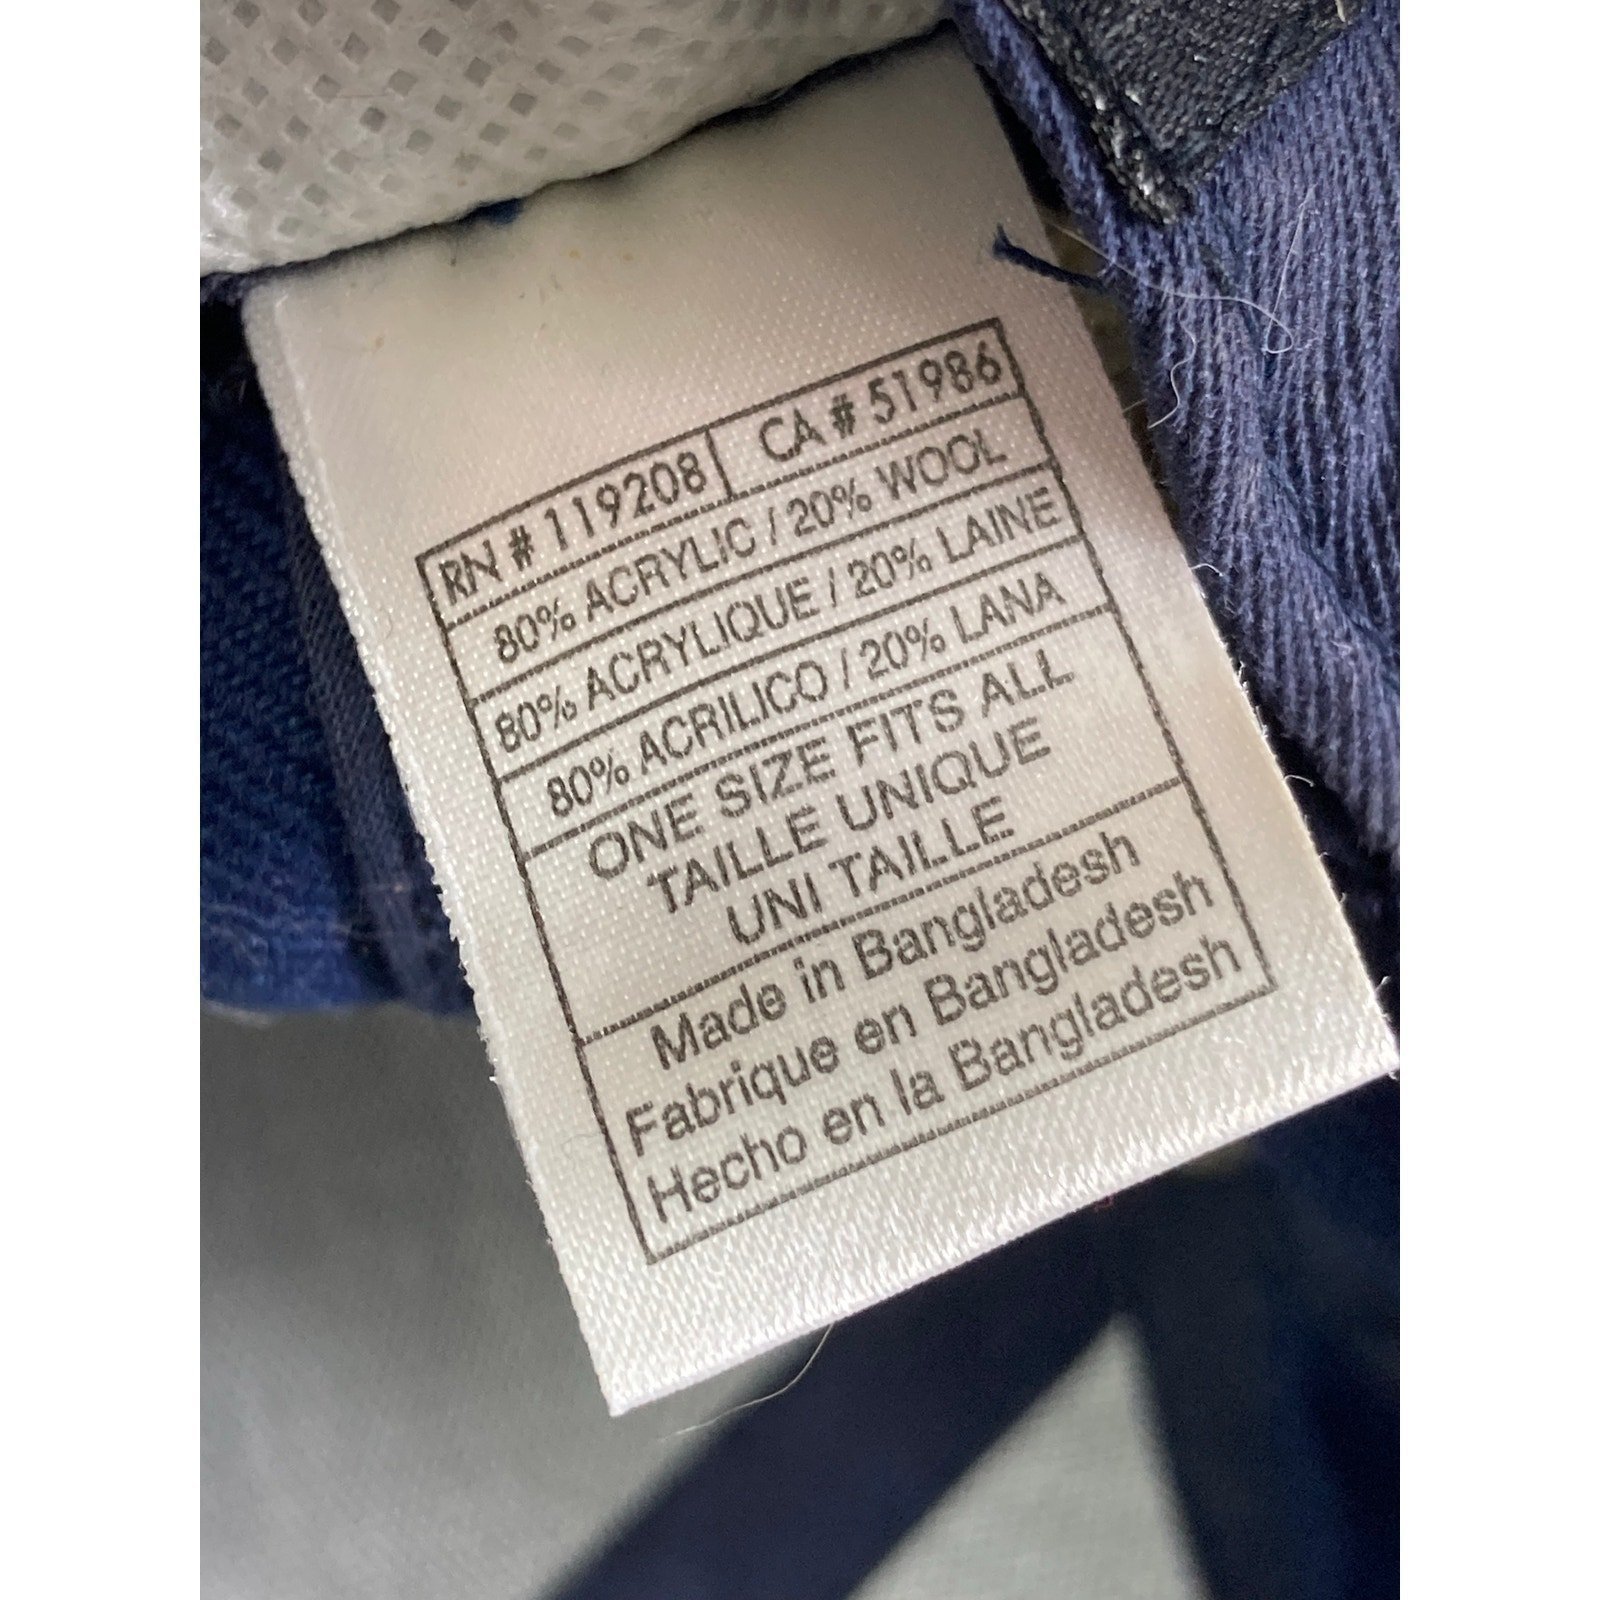 RN # 119208 CA # 51986
80% ACRYLIC / 20% WOOL
80% ACRYLIQUE / 20% LAINE
80% ACRILICO / 20% LANA
ONE SIZE FITS ALL
TAILLE UNIQUE
UNI TAILLE
Made in Bangladesh
Fabrique en Bangladesh
Hecho en la Bangladesh